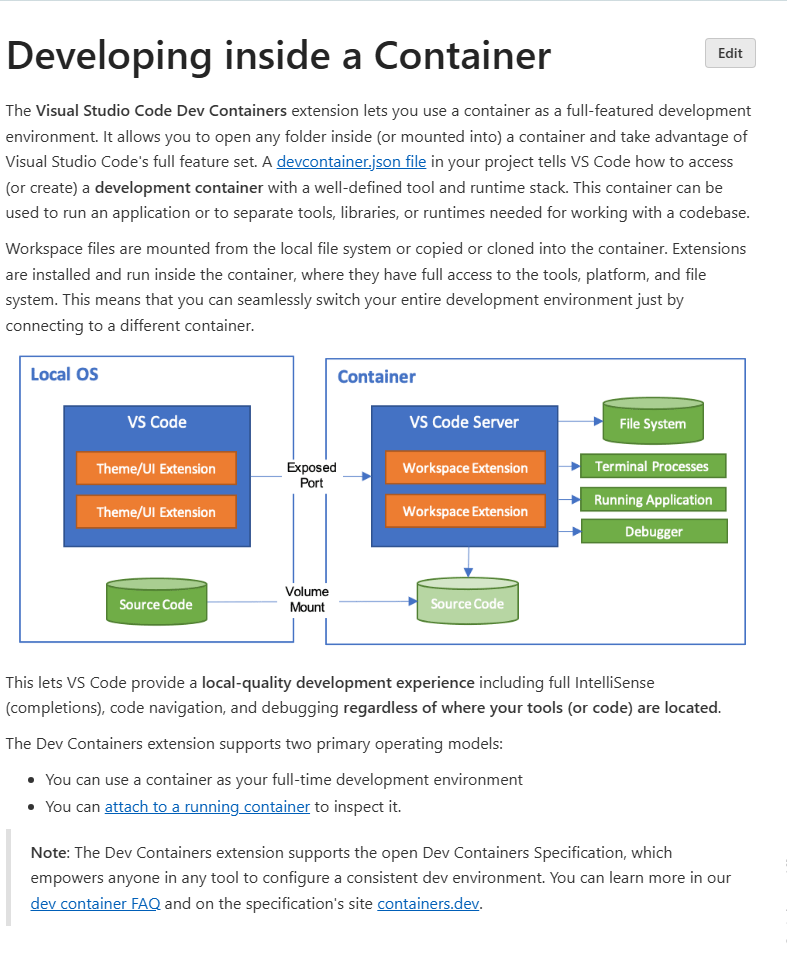 Developing inside a Container
Edit
The Visual Studio Code Dev Containers extension lets you use a container as a full-featured development
environment. It allows you to open any folder inside (or mounted into) a container and take advantage of
Visual Studio Code's full feature set. A devcontainer.json file in your project tells VS Code how to access
(or create) a development container with a well-defined tool and runtime stack. This container can be
used to run an application or to separate tools, libraries, or runtimes needed for working with a codebase.
Workspace files are mounted from the local file system or copied or cloned into the container. Extensions
are installed and run inside the container, where they have full access to the tools, platform, and file
system. This means that you can seamlessly switch your entire development environment just by
connecting to a different container.
Local OS
VS Code
Theme/UI Extension
Theme/UI Extension
Source Code
Exposed
Port
Volume
Mount
Container
VS Code Server
Workspace Extension
Workspace Extension
Source Code
File System
Terminal Processes
Running Application
Debugger
This lets VS Code provide a local-quality development experience including full IntelliSense
(completions), code navigation, and debugging regardless of where your tools (or code) are located.
The Dev Containers extension supports two primary operating models:
• You can use a container as your full-time development environment
• You can attach to a running container to inspect it.
Note: The Dev Containers extension supports the open Dev Containers Specification, which
empowers anyone in any tool to configure a consistent dev environment. You can learn more in our
dev container FAQ and on the specification's site containers.dev.